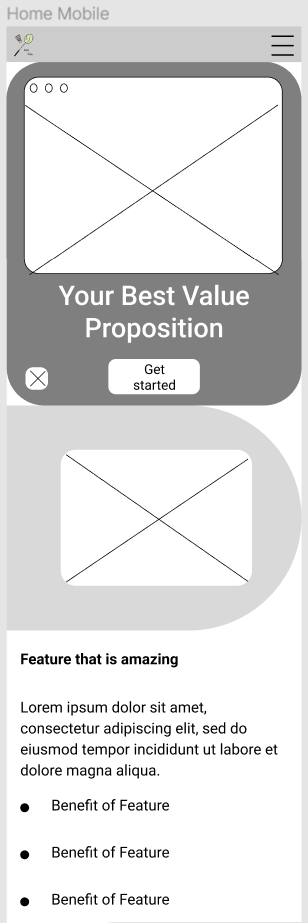 Home Mobile
Your Best Value
Proposition
Get
started
Feature that is amazing
Lorem ipsum dolor sit amet,
consectetur adipiscing elit, sed do
eiusmod tempor incididunt ut labore et
dolore magna aliqua.
Benefit of Feature
Benefit of Feature
Benefit of Feature